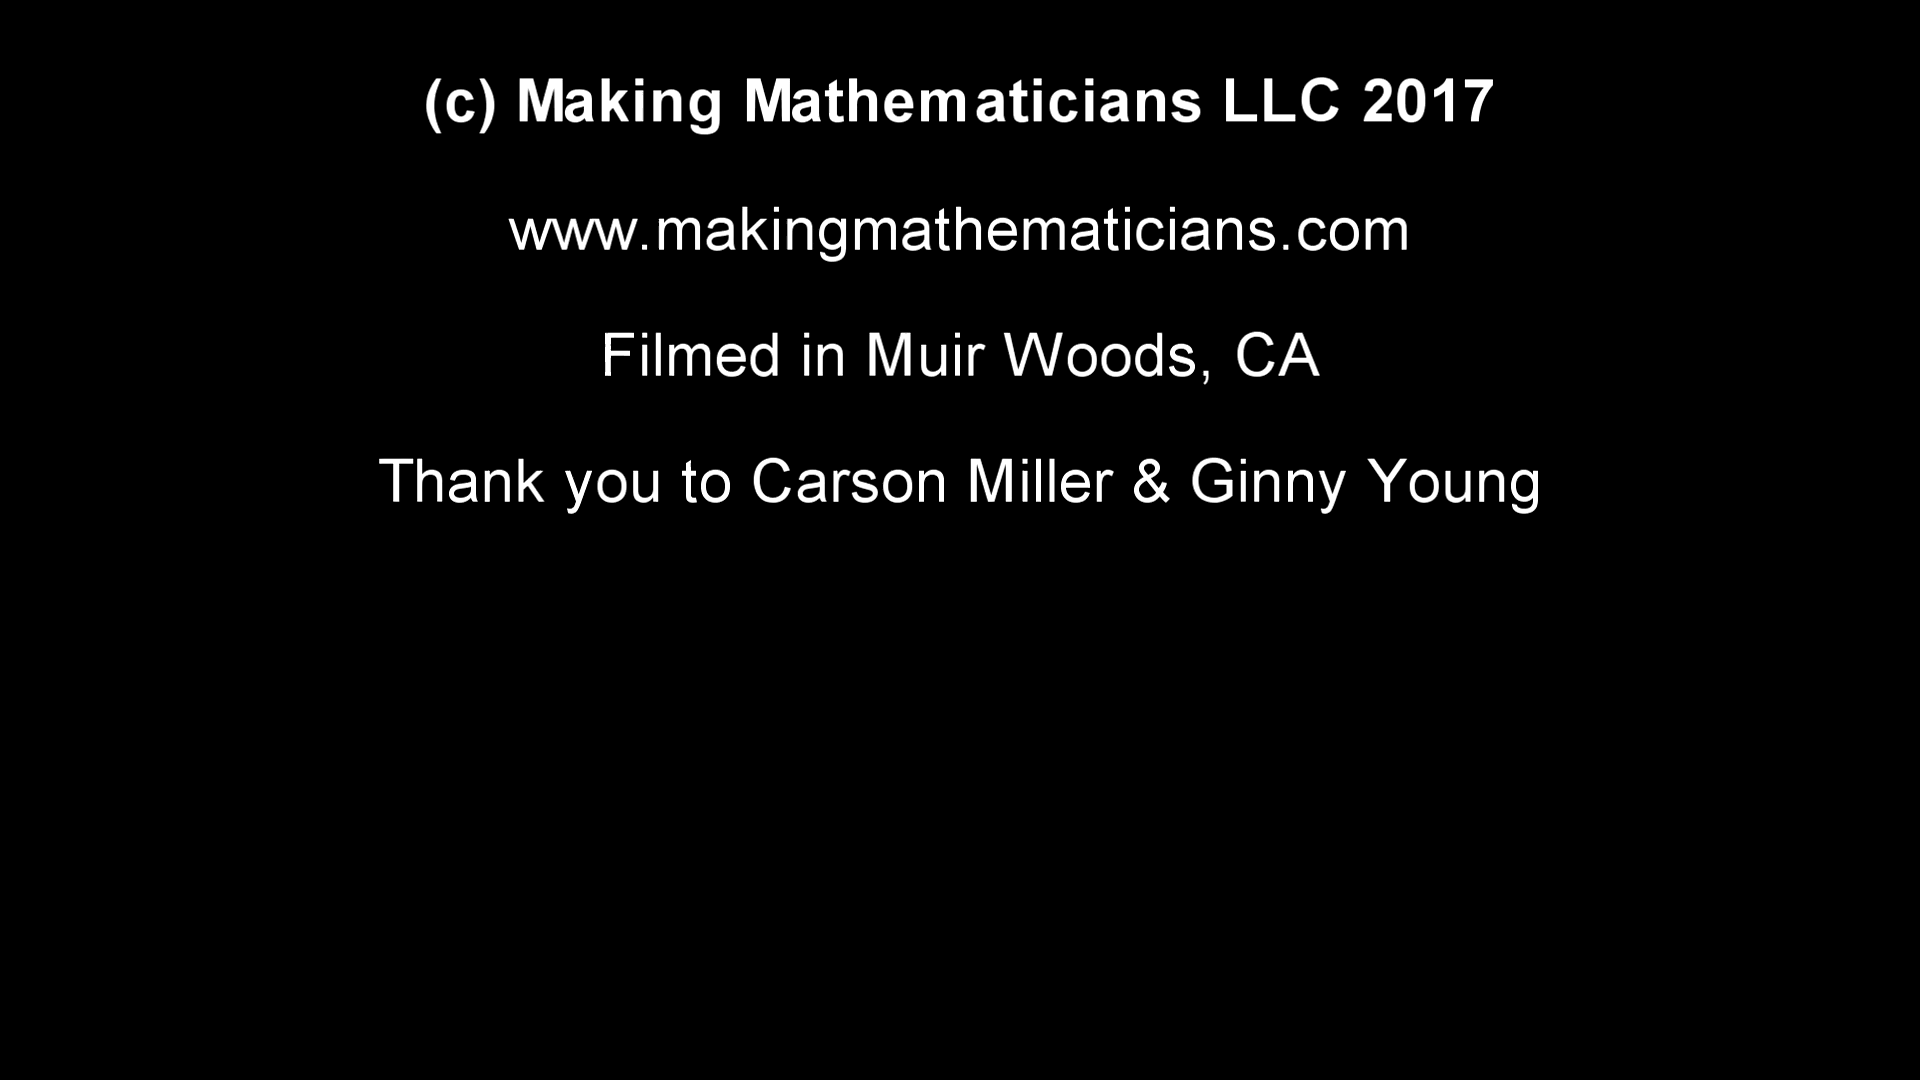 (c) Making Mathematicians LLC 2017
www.makingmathematicians.com
Filmed in Muir Woods, CA
Thank you to Carson Miller & Ginny Young